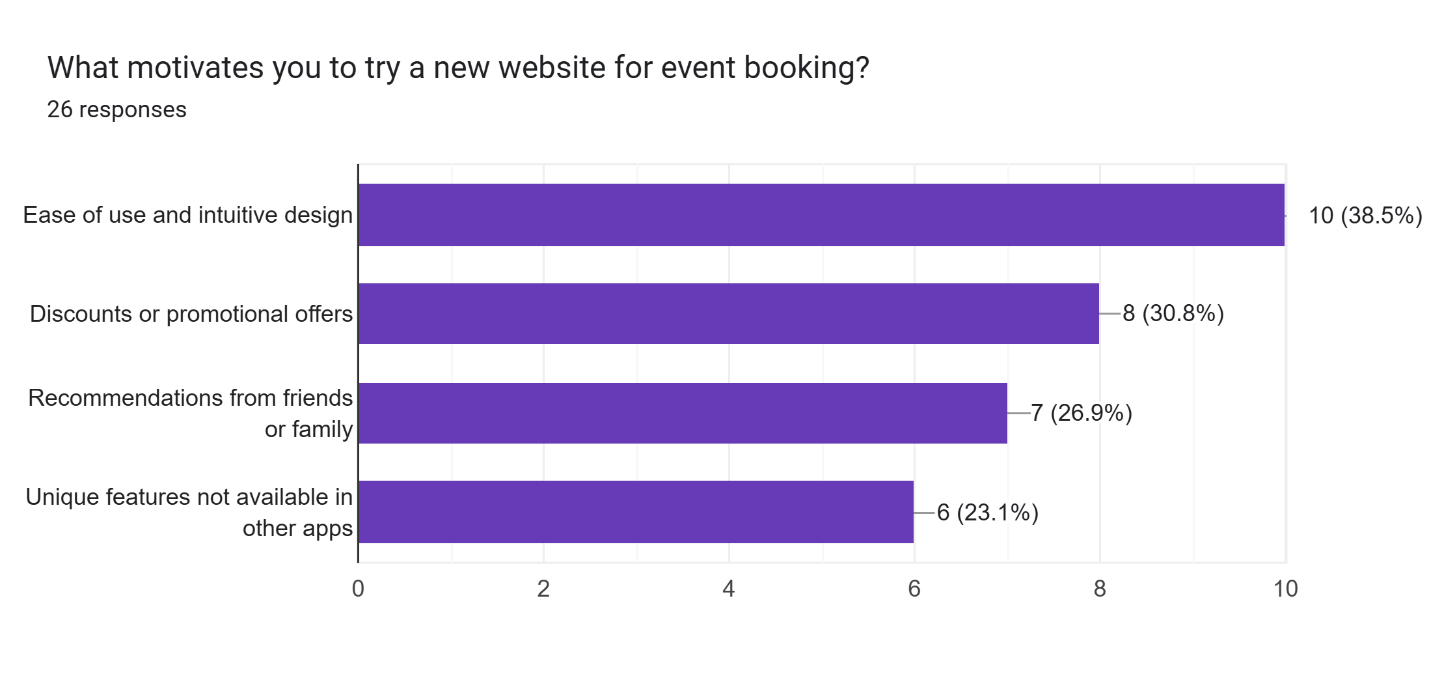 What motivates you to try a new website for event booking?
26 responses
Ease of use and intuitive design
10 (38.5%)
Discounts or promotional offers
8 (30.8%)
Recommendations from friends
or family
7 (26.9%)
Unique features not available in
other apps
6 (23.1%)
0 2 4 6 8 10